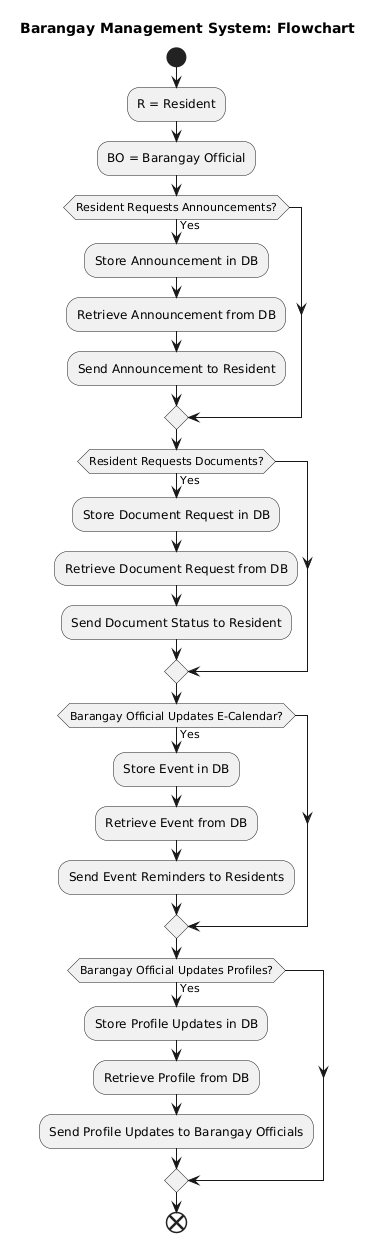 Barangay Management System: Flowchart
R = Resident
BO = Barangay Official
Resident Requests Announcements?
Yes
Store Announcement in DB
Retrieve Announcement from DB
Send Announcement to Resident
Resident Requests Documents?
Yes
Store Document Request in DB
Retrieve Document Request from DB
Send Document Status to Resident
Barangay Official Updates E-Calendar?
Yes
Store Event in DB
Retrieve Event from DB
Send Event Reminders to Residents
Barangay Official Updates Profiles?
Yes
Store Profile Updates in DB
Retrieve Profile from DB
Send Profile Updates to Barangay Officials